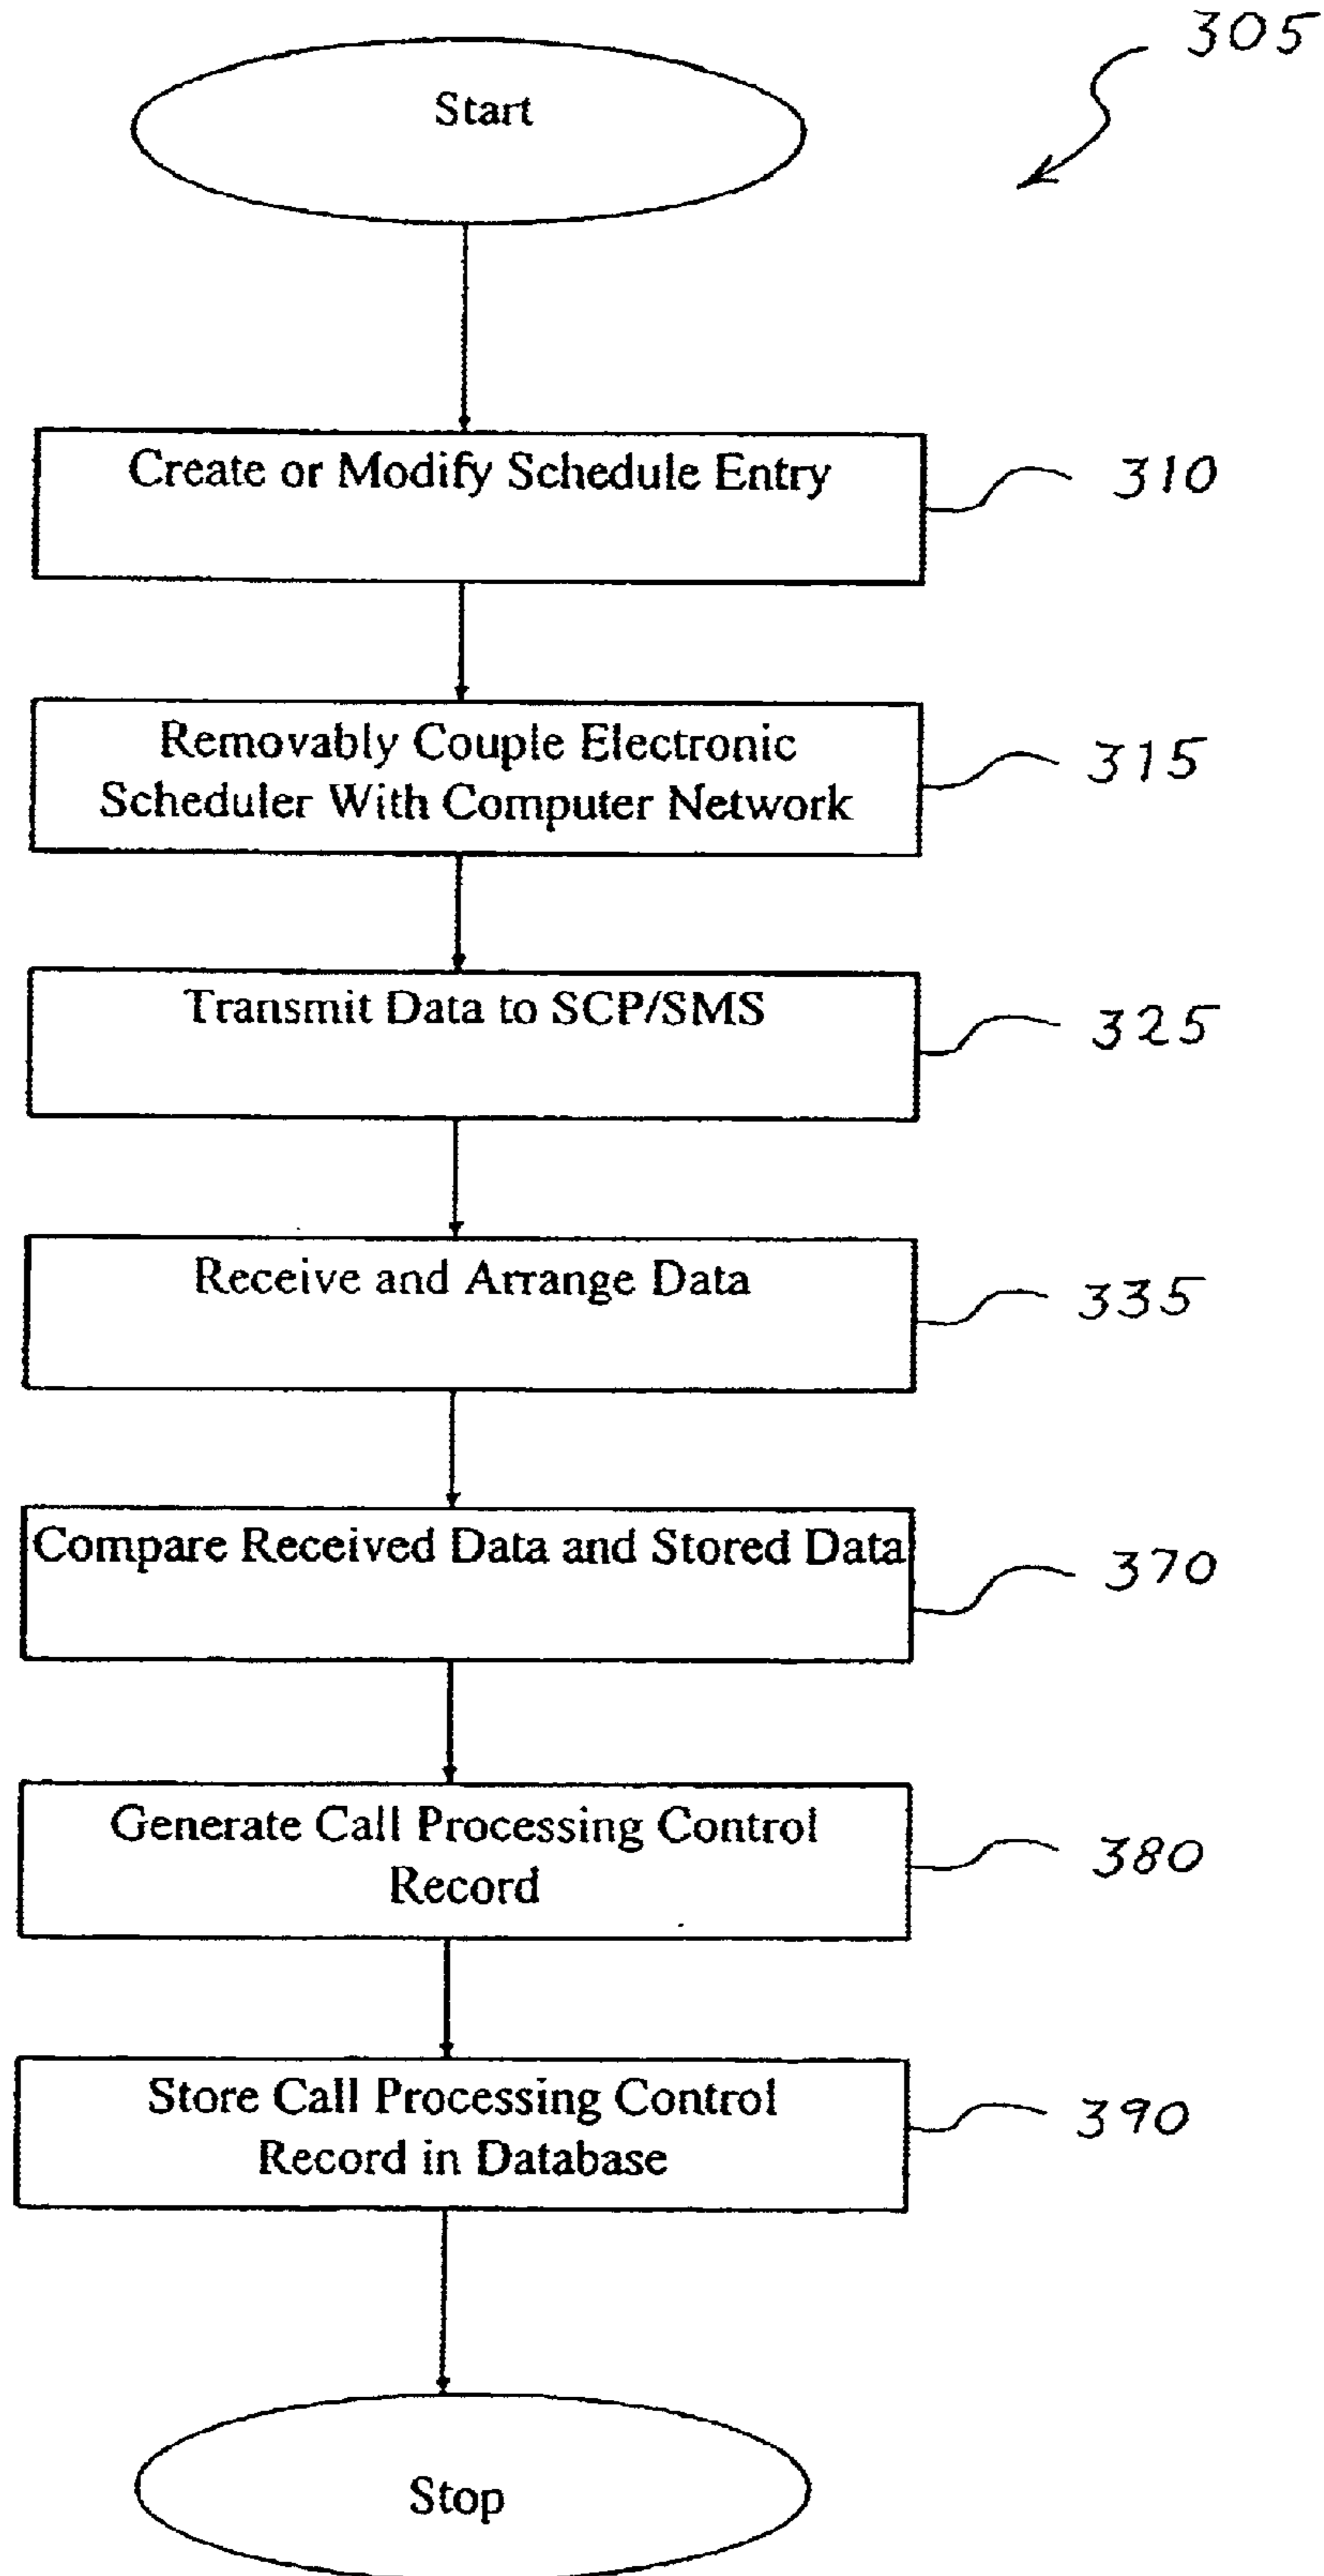 305
Start
Create or Modify Schedule Entry
310
Removably Couple Electronic
Scheduler With Computer Network
315
Transmit Data to SCP/SMS
325
Receive and Arrange Data
335
Compare Received Data and Stored Data
370
Generate Call Processing Control
Record
380
Store Call Processing Control
Record in Database
390
Stop